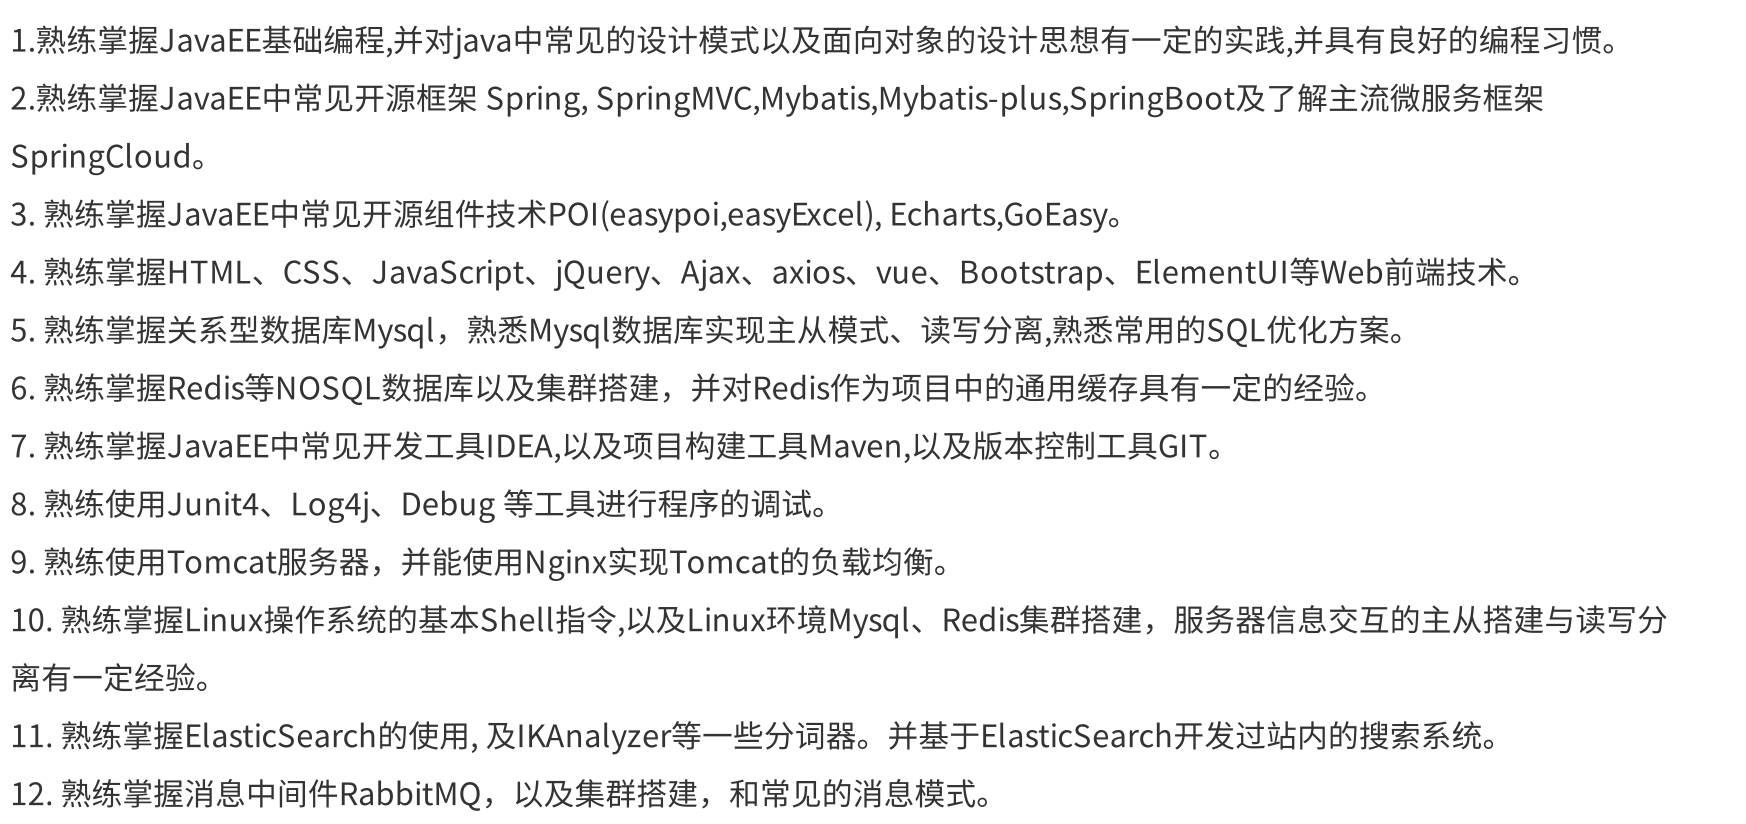 1.熟练掌握JavaEE基础编程,并对java中常见的设计模式以及面向对象的设计思想有一定的实践,并具有良好的编程习惯。
2.熟练掌握JavaEE中常见开源框架 Spring, SpringMVC,Mybatis,Mybatis-plus,SpringBoot及了解主流微服务框架
SpringCloud。
3. 熟练掌握JavaEE中常见开源组件技术POI(easypoi,easyExcel), Echarts,GoEasy。
4. 熟练掌握HTML、CSS、JavaScript、jQuery、Ajax、axios、vue、Bootstrap、ElementUI等Web前端技术。
5. 熟练掌握关系型数据库Mysql，熟悉Mysql数据库实现主从模式、读写分离,熟悉常用的SQL优化方案。
6. 熟练掌握Redis等NOSQL数据库以及集群搭建，并对Redis作为项目中的通用缓存具有一定的经验。
7. 熟练掌握JavaEE中常见开发工具IDEA,以及项目构建工具Maven,以及版本控制工具GIT。
8. 熟练使用Junit4、Log4j、Debug 等工具进行程序的调试。
9. 熟练使用Tomcat服务器，并能使用Nginx实现Tomcat的负载均衡。
10. 熟练掌握Linux操作系统的基本Shell指令,以及Linux环境Mysql、Redis集群搭建，服务器信息交互的主从搭建与读写分
离有一定经验。
11. 熟练掌握ElasticSearch的使用, 及IKAnalyzer等一些分词器。并基于ElasticSearch开发过站内的搜索系统。
12. 熟练掌握消息中间件RabbitMQ，以及集群搭建，和常见的消息模式。